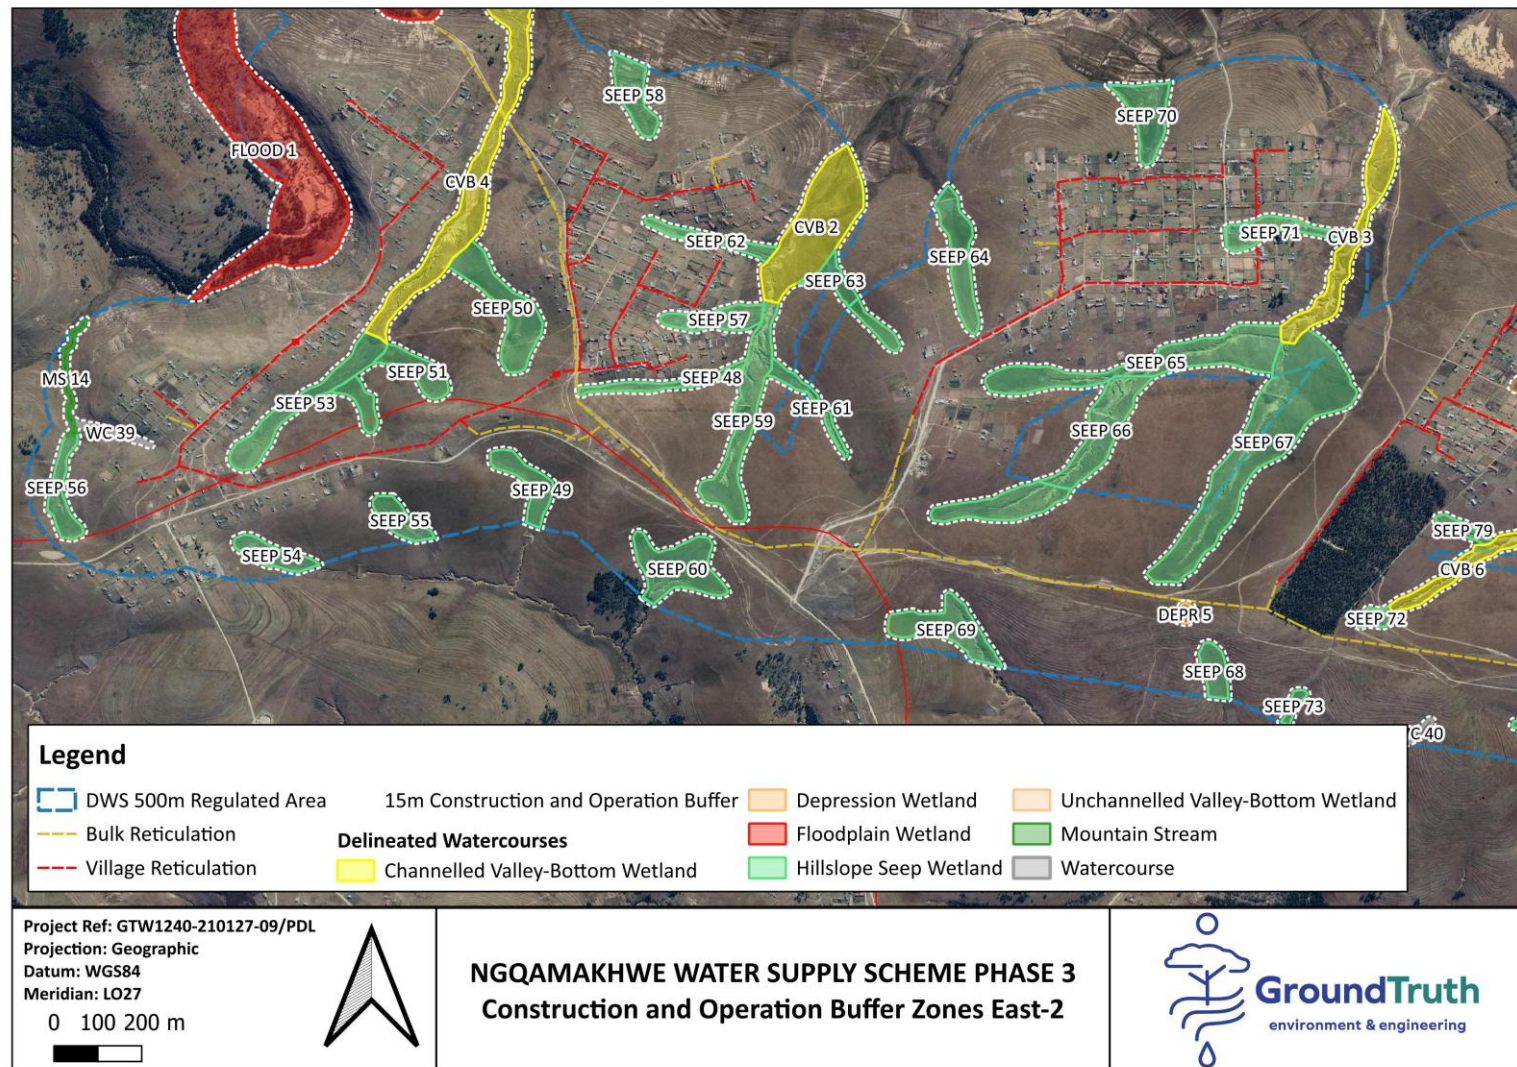 SEEP 58
SEEP 70
FLOOD 1
CVB 4
CVB 2
SEEP 62
SEEP 71
CVB 3
SEEP 64
SEEP 63
SEEP 50
SEEP 57
SEEP 65
SEEP 51
SEEP 48
MS 14
SEEP 53
SEEP 61
SEEP 59
SEEP 66
WC 39
SEEP 67
SEEP 56
SEEP 49
SEEP 55
SEEP 79
SEEP 54
SEEP 60
CVB 6
DEPR 5
SEEP 72
SEEP 69
SEEP 68
SEEP 73
C 40
Legend
DWS 500m Regulated Area
Bulk Reticulation
Village Reticulation
15m Construction and Operation Buffer
Delineated Watercourses
Channelled Valley-Bottom Wetland
Depression Wetland
Floodplain Wetland
Hillslope Seep Wetland
Unchannelled Valley-Bottom Wetland
Mountain Stream
Watercourse
Project Ref: GTW1240-210127-09/PDL
Projection: Geographic
Datum: WGS84
Meridian: LO27
0 100 200 m
NGQAMAKHWE WATER SUPPLY SCHEME PHASE 3
Construction and Operation Buffer Zones East-2
GroundTruth
environment & engineering